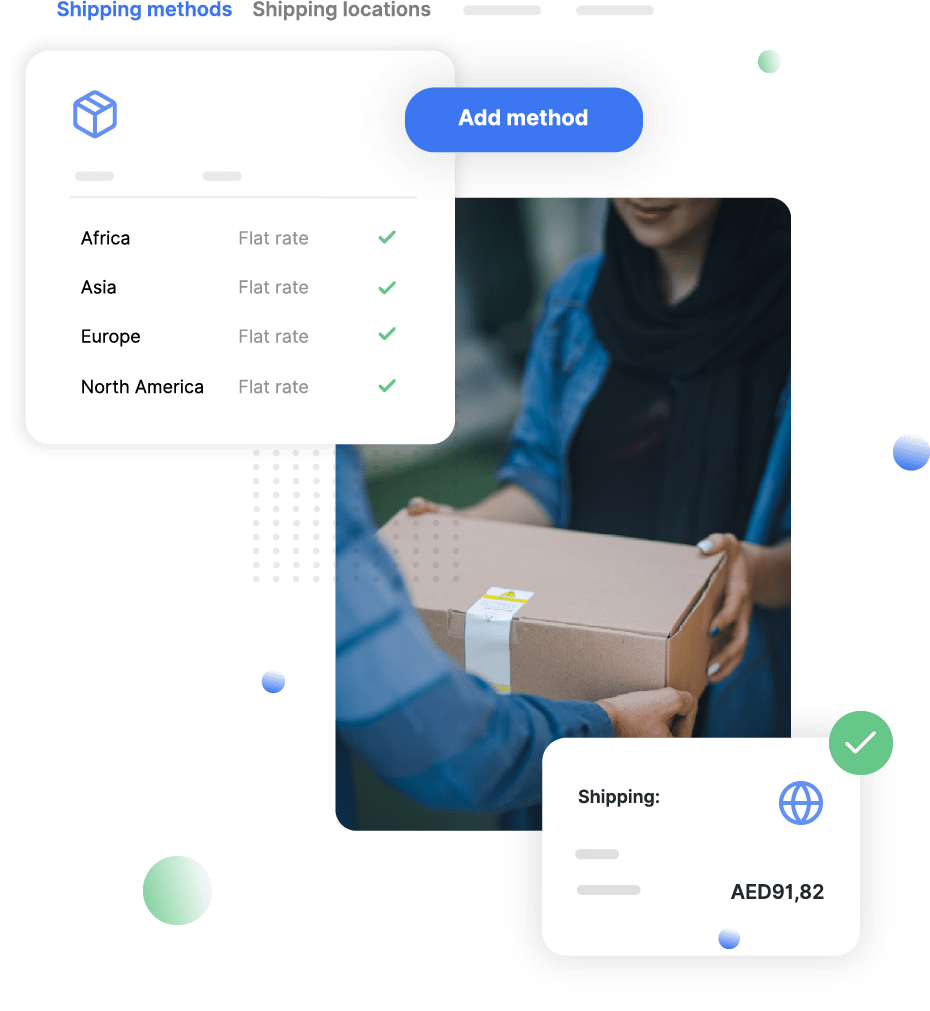 Shipping methods Shipping locations
Add method
Africa Flat rate
Asia Flat rate
Europe Flat rate
North America Flat rate
Shipping:
AED91,82